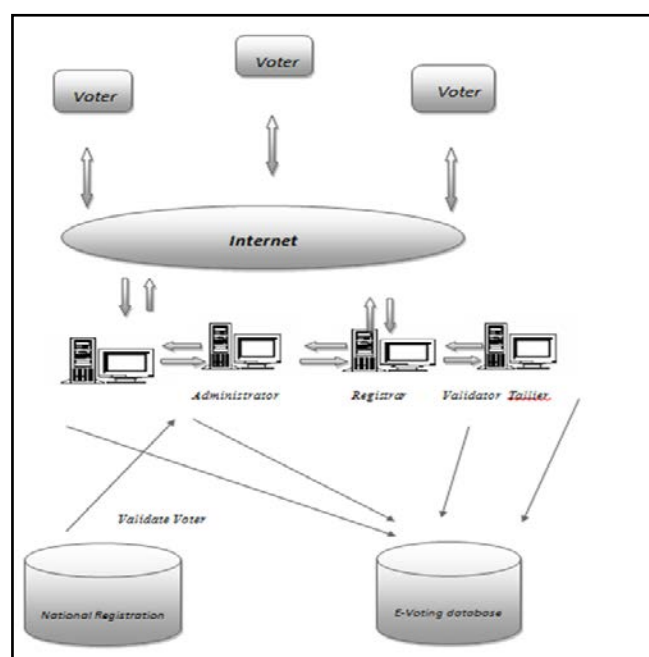 Voter
Voter
Voter
Internet
Administrator
Registrar
Validator Tallier
Validate Voter
National Registration
E-Voting database